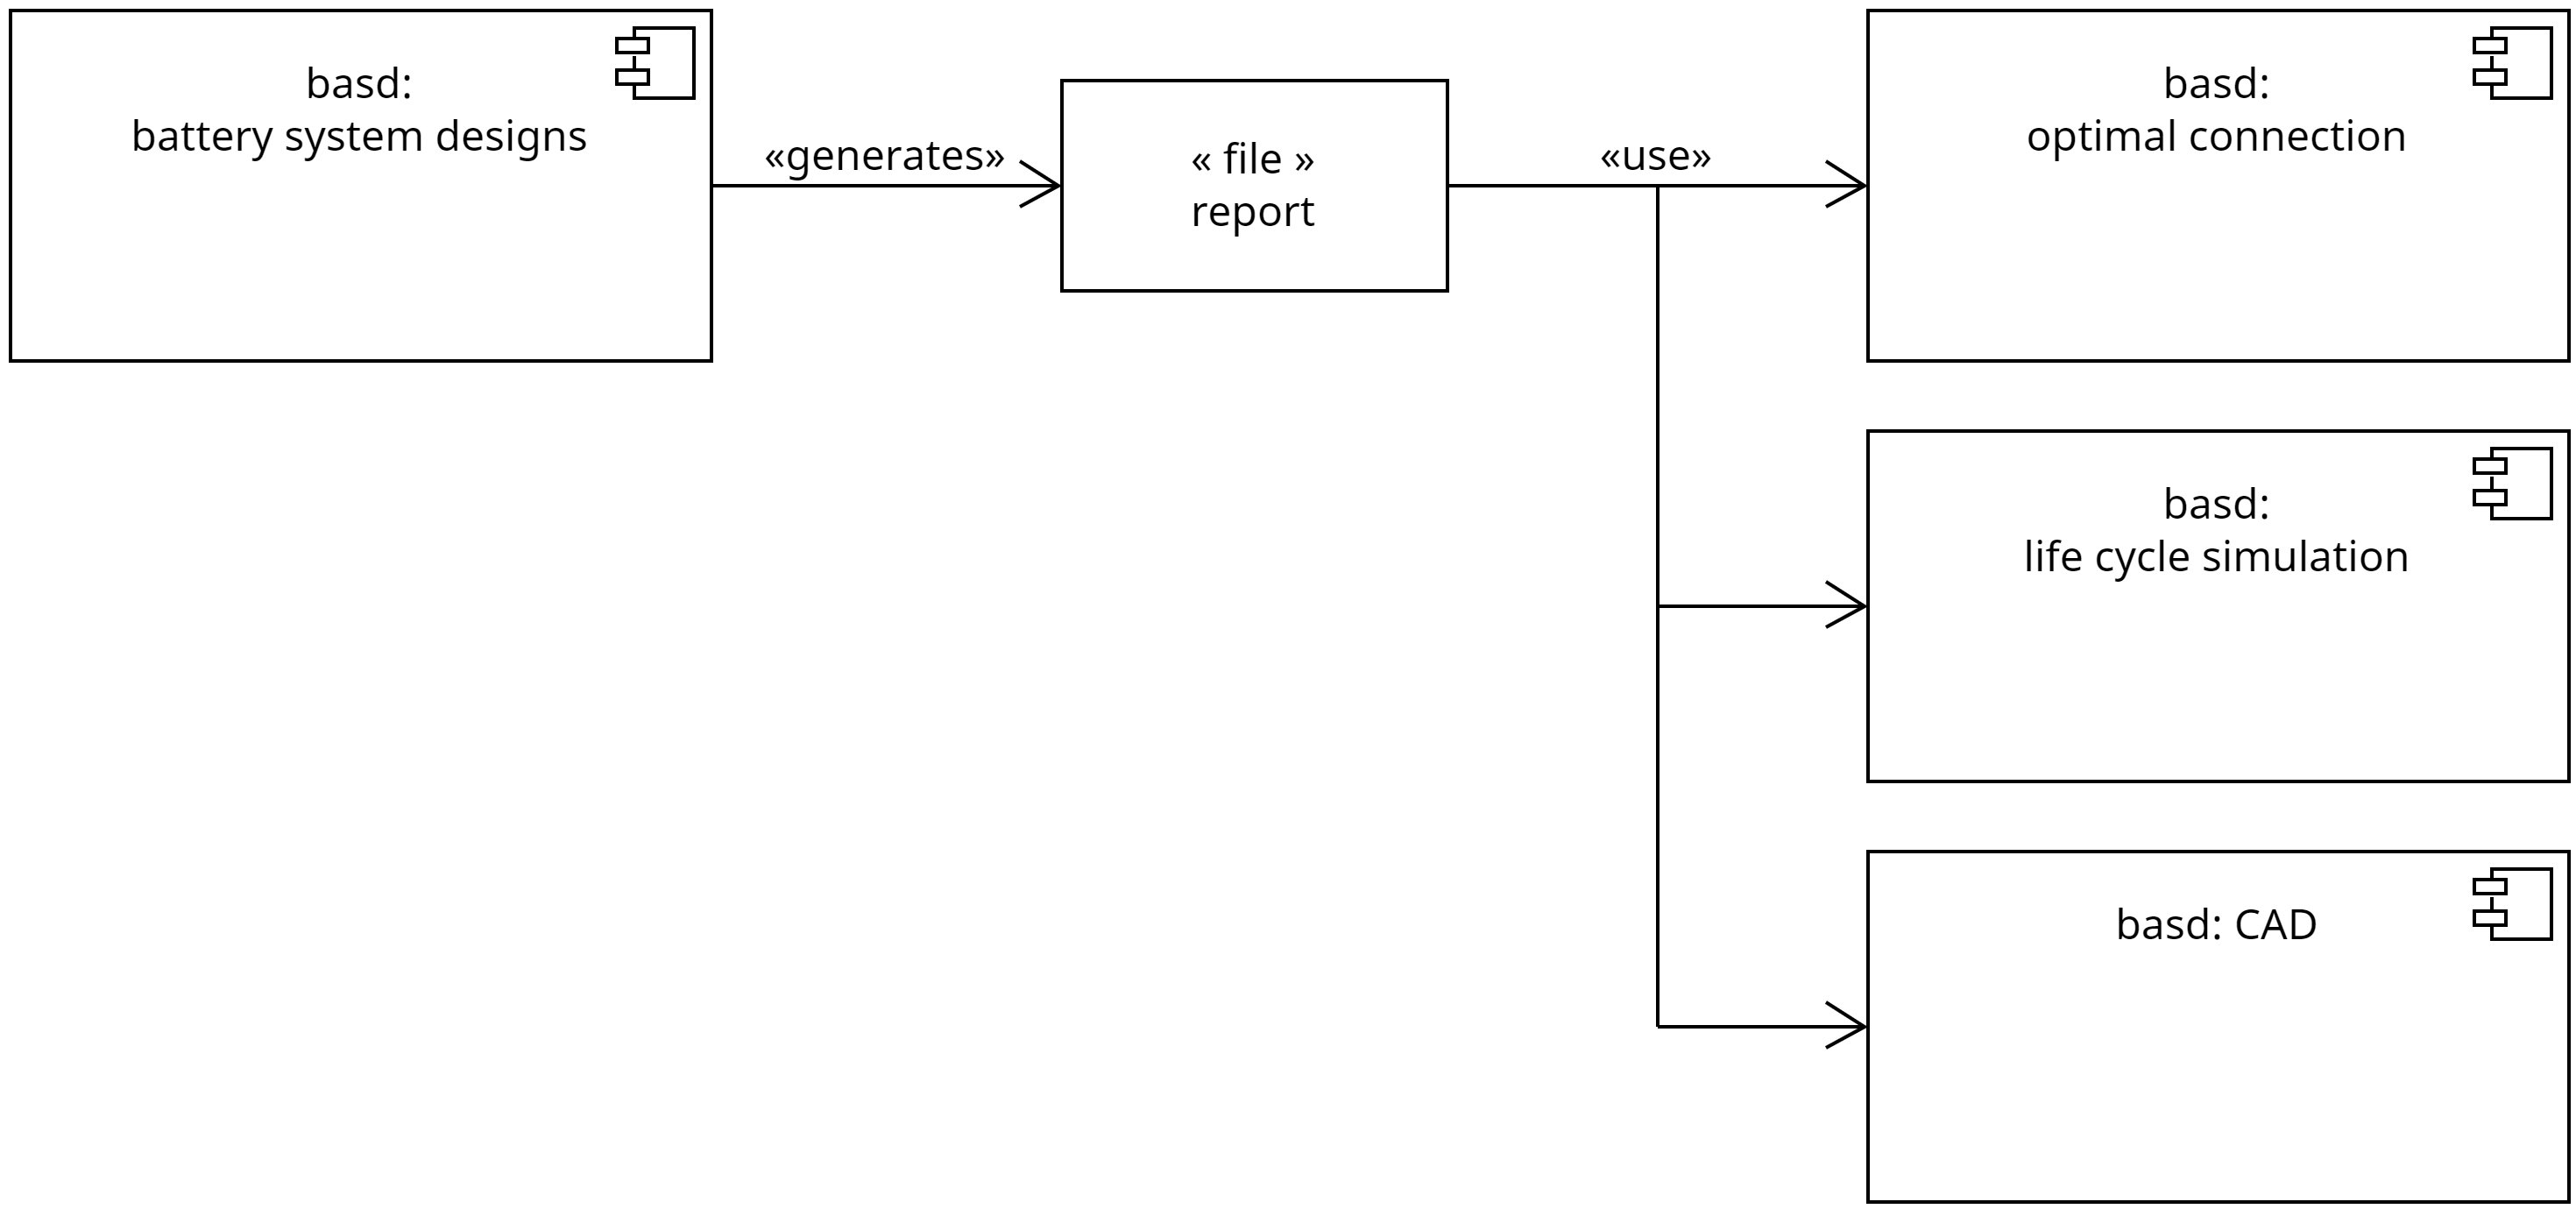 basd:
battery system designs
«generates»
« file »
report
«use»
basd:
optimal connection
basd:
life cycle simulation
basd: CAD